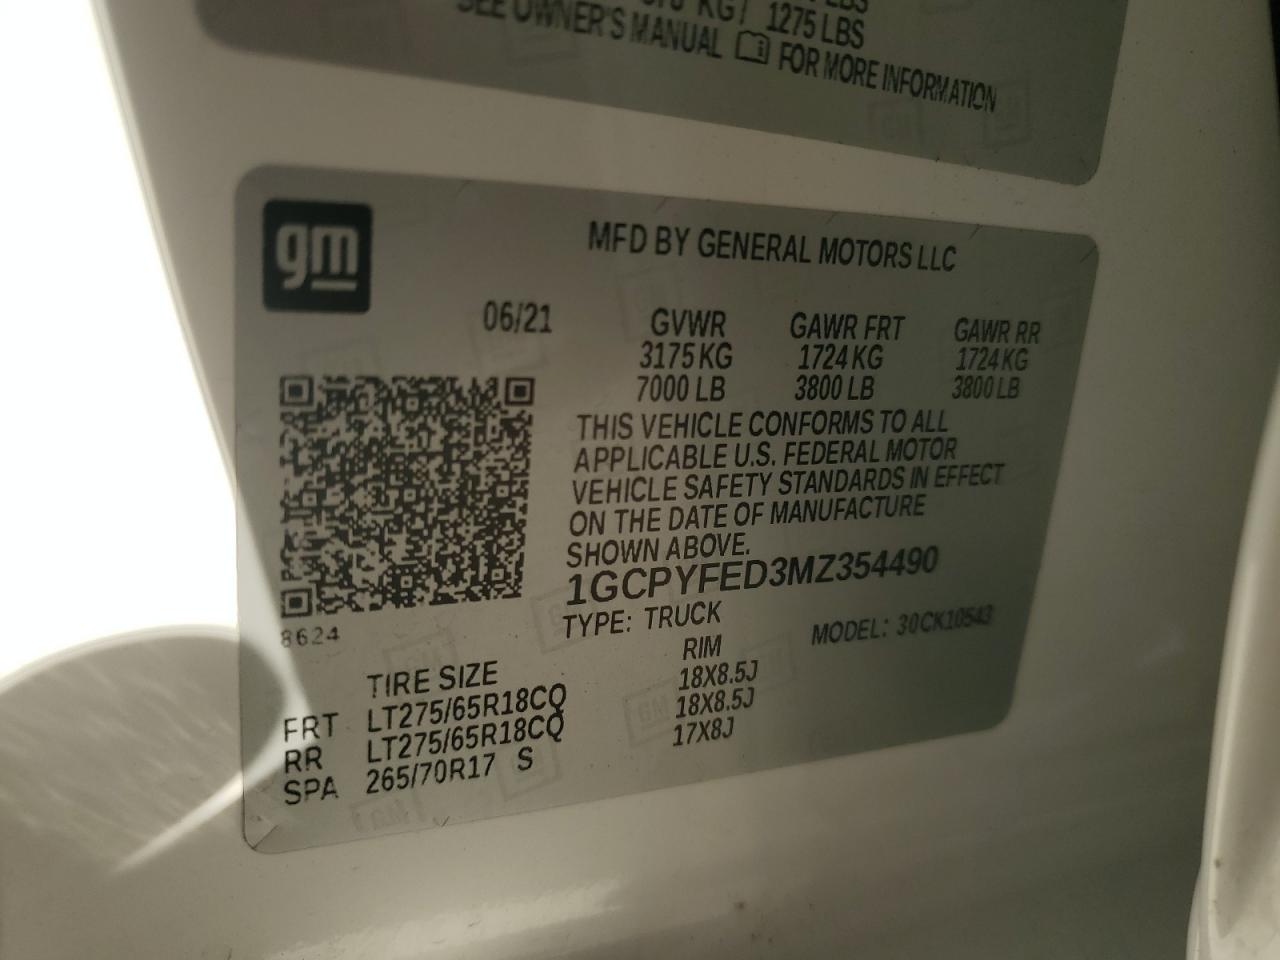 1275 LBS
SEE OWNER'S MANUAL FOR MORE INFORMATION
gm
MFD BY GENERAL MOTORS LLC
06/21
GVWR GAWR FRT GAWR RR
3175 KG 1724 KG 1724 KG
7000 LB 3800 LB 3800 LB
THIS VEHICLE CONFORMS TO ALL
APPLICABLE U.S. FEDERAL MOTOR
VEHICLE SAFETY STANDARDS IN EFFECT
ON THE DATE OF MANUFACTURE
SHOWN ABOVE.
1GCPYFED3MZ354490
TYPE: TRUCK MODEL: 30CK10543
8624
TIRE SIZE RIM
FRT LT275/65R18CQ 18X8.5J
RR LT275/65R18CQ 18X8.5J
SPA 265/70R17 S 17X8J